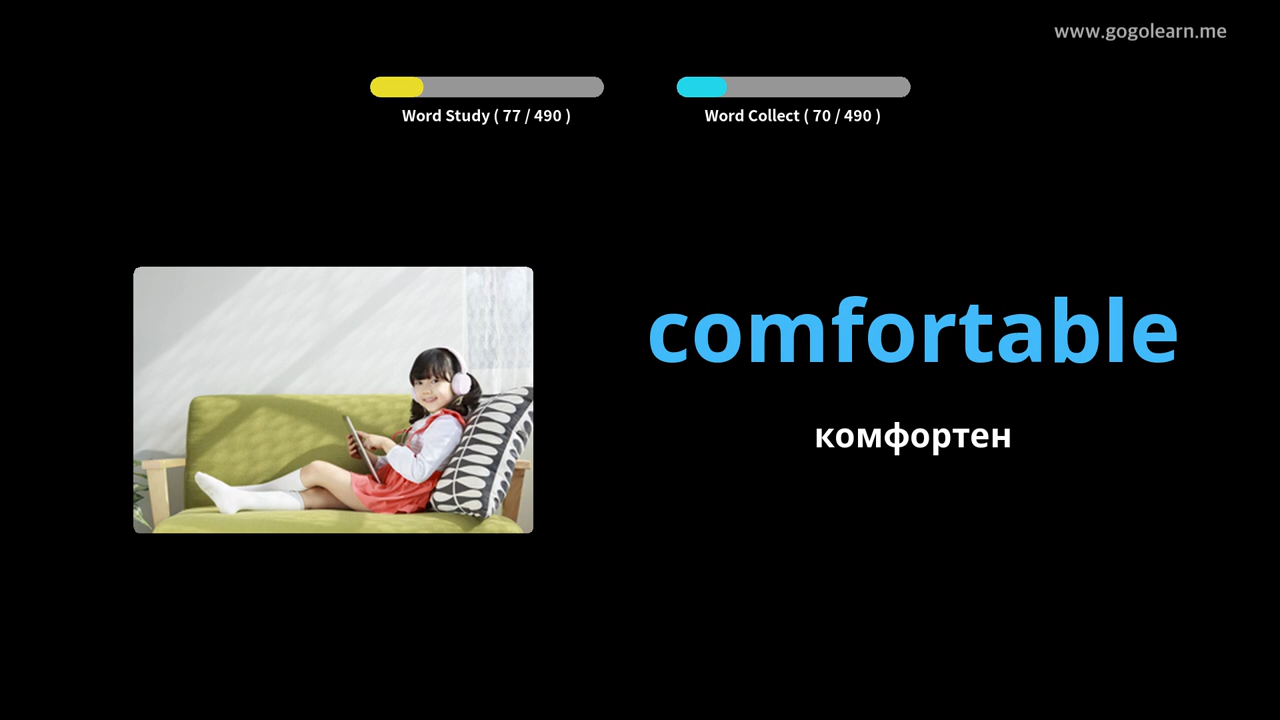 www.gogolearn.me
Word Study ( 77 / 490 )
Word Collect ( 70 / 490 )
comfortable
комфортен